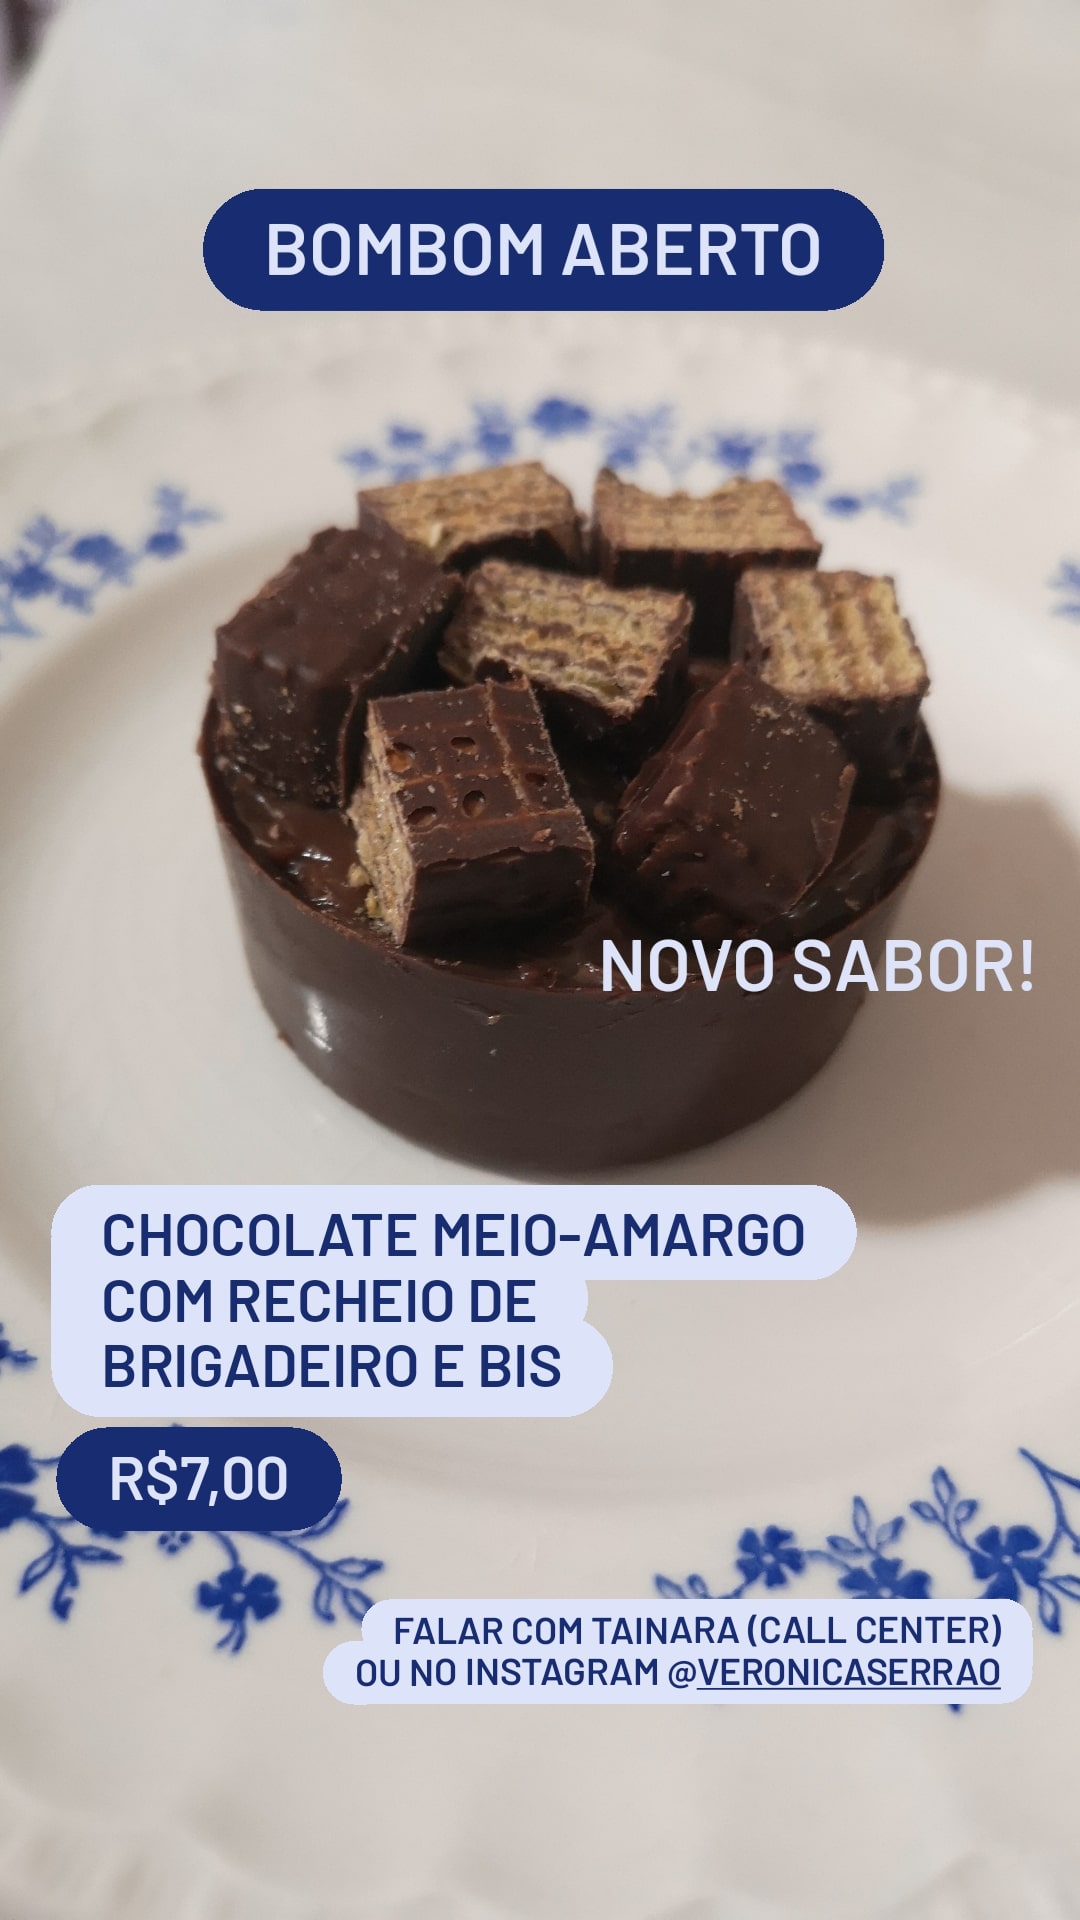 BOMBOM ABERTO
NOVO SABOR!
CHOCOLATE MEIO-AMARGO
COM RECHEIO DE
BRIGADEIRO E BIS
R$7,00
FALAR COM TAINARA (CALL CENTER)
OU NO INSTAGRAM @VERONICASERRAO